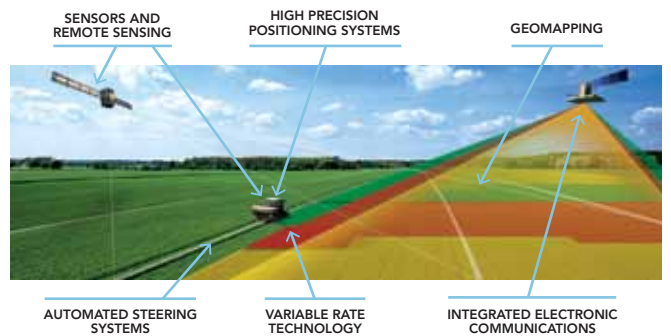 SENSORS AND
REMOTE SENSING
HIGH PRECISION
POSITIONING SYSTEMS
GEOMAPPING
AUTOMATED STEERING
SYSTEMS
VARIABLE RATE
TECHNOLOGY
INTEGRATED ELECTRONIC
COMMUNICATIONS